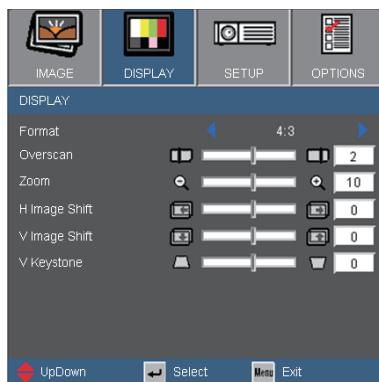 IMAGE DISPLAY SETUP OPTIONS
DISPLAY
Format 4:3
Overscan 2
Zoom 10
H Image Shift 0
V Image Shift 0
V Keystone 0
UpDown Select Menu Exit